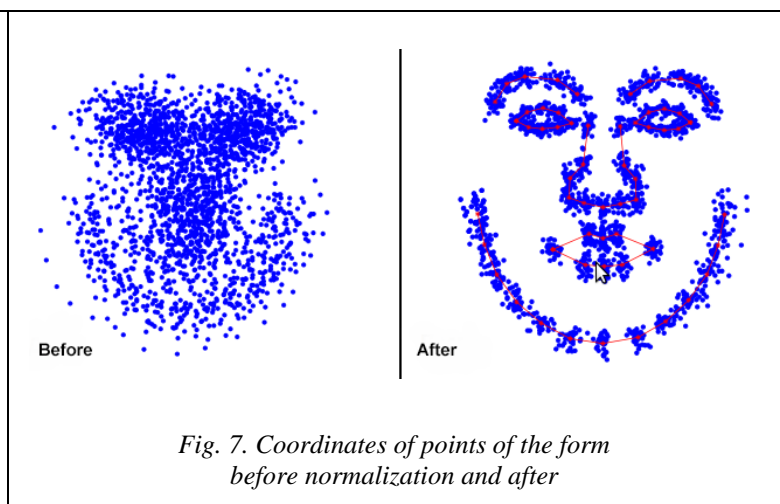 Before
After
Fig. 7. Coordinates of points of the form
before normalization and after